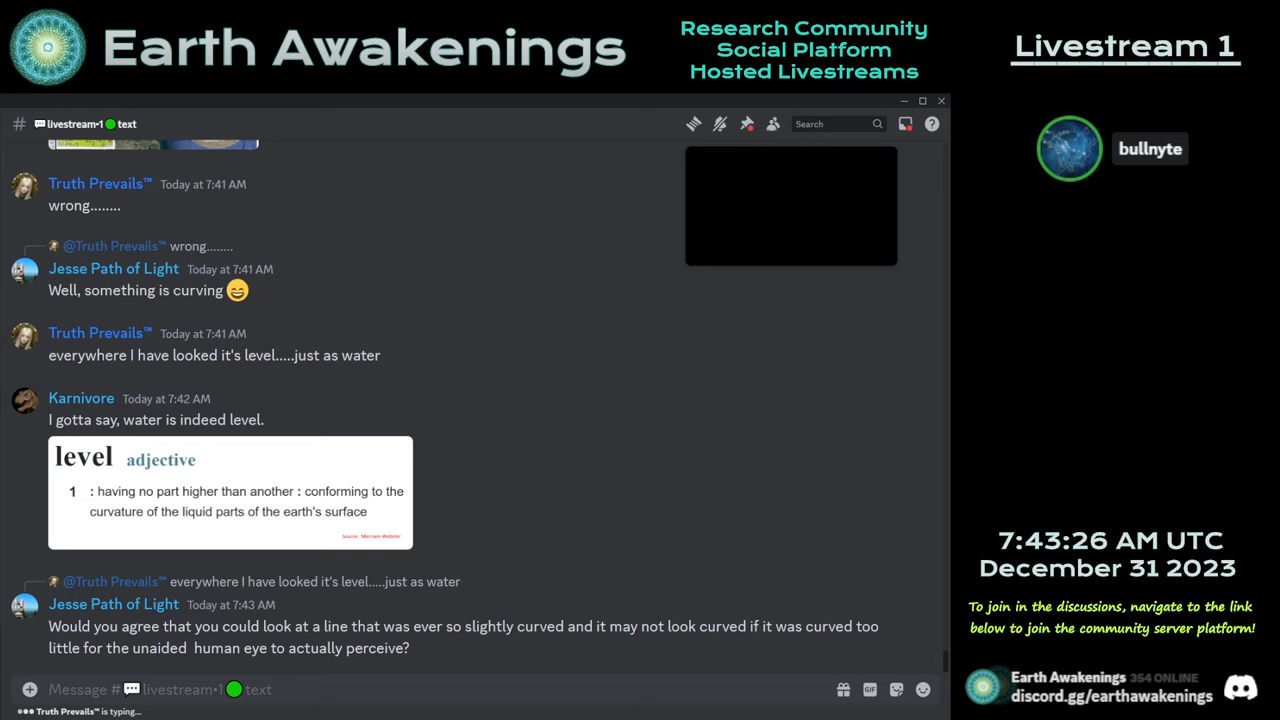 Earth Awakenings
Research Community
Social Platform
Hosted Livestreams
Livestream 1
# livestream•1 text
Search
bullnyte
Truth Prevails™ Today at 7:41 AM
wrong........
@Truth Prevails™ wrong........
Jesse Path of Light Today at 7:41 AM
Well, something is curving
Truth Prevails™ Today at 7:41 AM
everywhere I have looked it's level.....just as water
Karnivore Today at 7:42 AM
I gotta say, water is indeed level.
level adjective
1 : having no part higher than another : conforming to the
curvature of the liquid parts of the earth's surface
Source: Merriam-Webster
@Truth Prevails™ everywhere I have looked it's level.....just as water
Jesse Path of Light Today at 7:43 AM
Would you agree that you could look at a line that was ever so slightly curved and it may not look curved if it was curved too
little for the unaided human eye to actually perceive?
Message # livestream•1 text
GIF
Truth Prevails™ is typing...
7:43:26 AM UTC
December 31 2023
To join in the discussions, navigate to the link
below to join the community server platform!
Earth Awakenings 354 ONLINE
discord.gg/earthawakenings